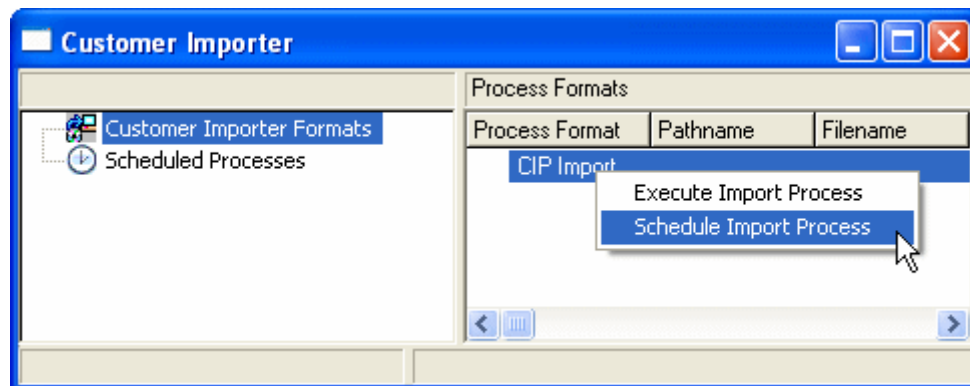 Customer Importer
Process Formats
Customer Importer Formats
Scheduled Processes
Process Format Pathname Filename
CIP Import
Execute Import Process
Schedule Import Process